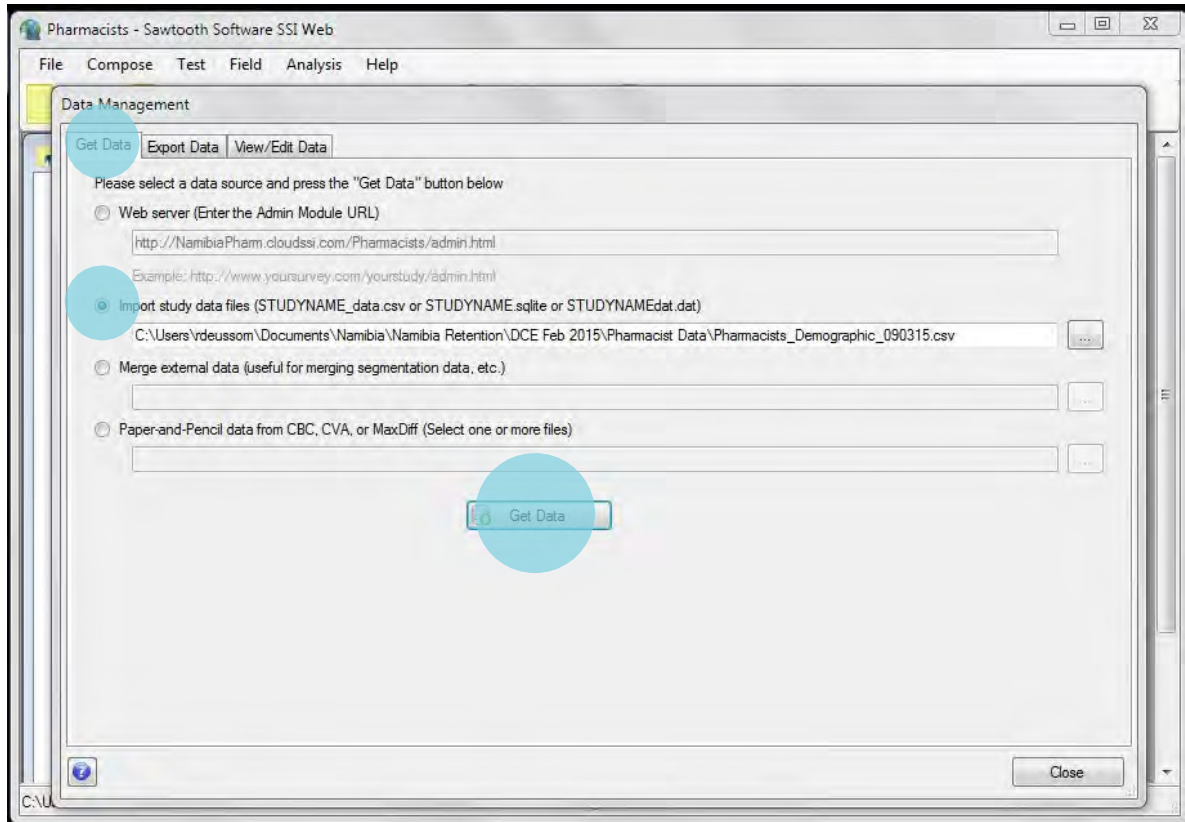 Pharmacists - Sawtooth Software SSI Web
File Compose Test Field Analysis Help
Data Management
Get Data Export Data View/Edit Data
Please select a data source and press the "Get Data" button below
Web server (Enter the Admin Module URL)
http://NamibiaPharm.cloudssi.com/Pharmacists/admin.html
Example: http://www.yoursurvey.com/yourstudy/admin.html
Import study data files (STUDYNAME_data.csv or STUDYNAME.sqlite or STUDYNAMEdat.dat)
C:\Users\rdeussom\Documents\Namibia\Namibia Retention\DCE Feb 2015\Pharmacist Data\Pharmacists_Demographic_090315.csv
...
Merge external data (useful for merging segmentation data, etc.)
...
Paper-and-Pencil data from CBC, CVA, or MaxDiff (Select one or more files)
...
Get Data
Close
C:\U